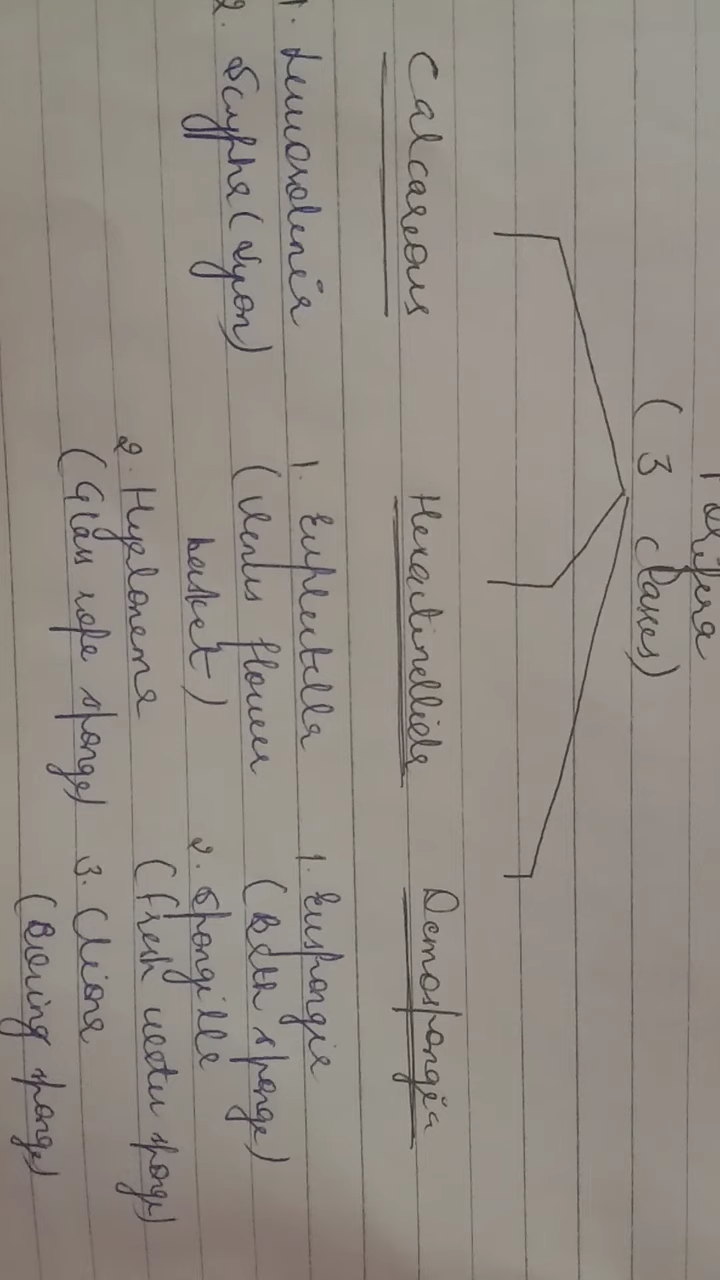 Porifera
( 3 classes)
Calcareous
Hexactinellida
Demospongia
1. Leucosolenia
2. Scypha (Sycon)
1. Euplectella
(Venus flower
basket)
2. Hyalonema
(Glass rope sponge)
1. Euspongia
(Bath sponge)
2. Spongilla
(Fresh water sponge)
3. Cliona
(Boring sponge)